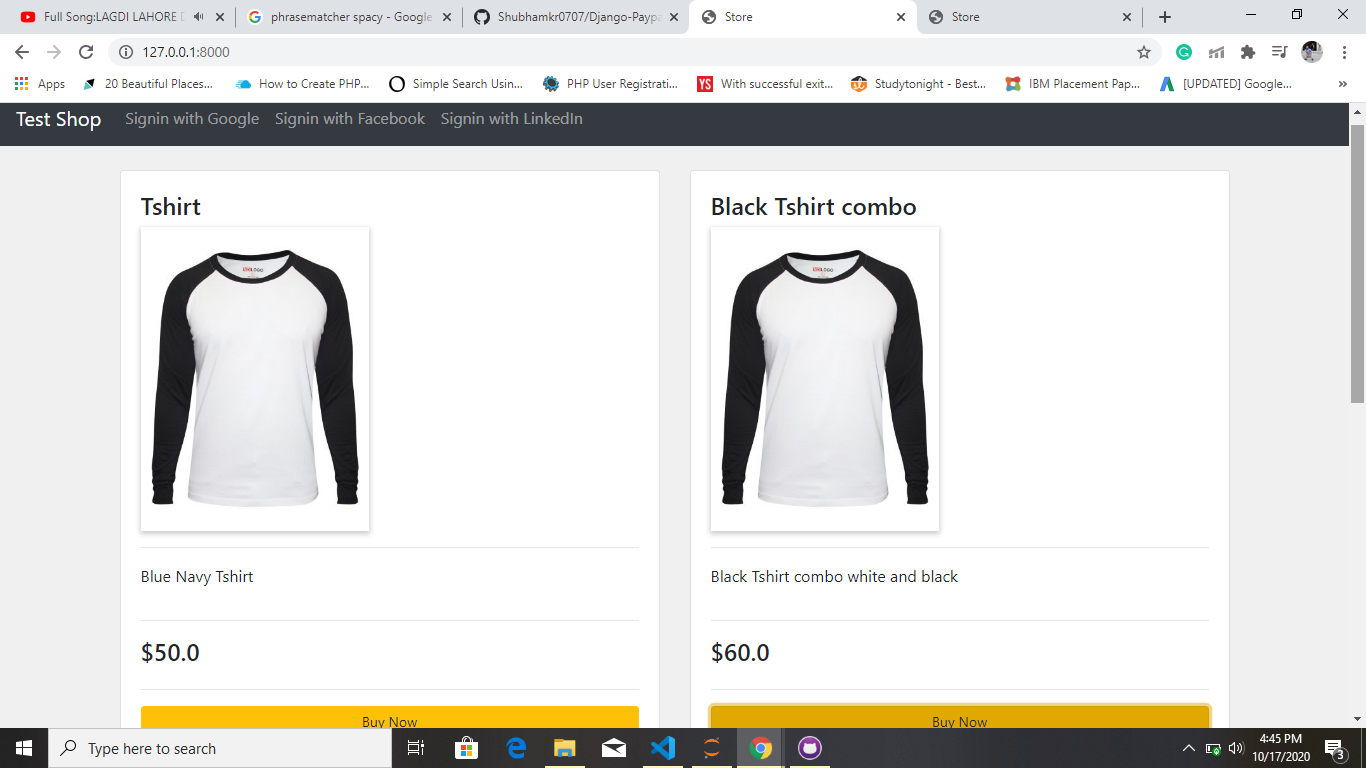 Full Song:LAGDI LAHORE D
phrasematcher spacy - Google
Shubhamkr0707/Django-Paypa
Store
Store
127.0.0.1:8000
Apps
20 Beautiful Places...
How to Create PHP...
Simple Search Usin...
PHP User Registrati...
YS
With successful exit...
Studytonight - Best...
IBM Placement Pap...
[UPDATED] Google...
Test Shop
Signin with Google
Signin with Facebook
Signin with LinkedIn
Tshirt
Black Tshirt combo
Blue Navy Tshirt
Black Tshirt combo white and black
$50.0
$60.0
Buy Now
Buy Now
Type here to search
4:45 PM
10/17/2020
3